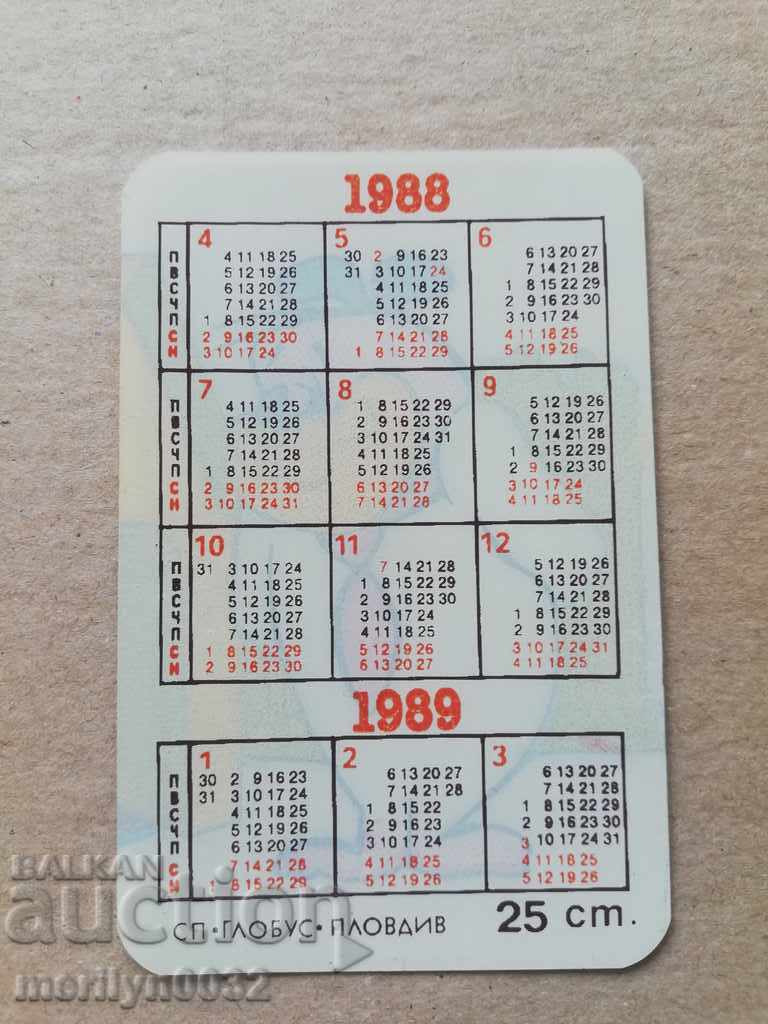 1988
4 5 6
П 4 11 18 25 30 2 9 16 23 6 13 20 27
В 5 12 19 26 31 3 10 17 24 7 14 21 28
С 6 13 20 27 4 11 18 25 1 8 15 22 29
Ч 7 14 21 28 5 12 19 26 2 9 16 23 30
П 1 8 15 22 29 6 13 20 27 3 10 17 24
С 2 9 16 23 30 7 14 21 28 4 11 18 25
Н 3 10 17 24 1 8 15 22 29 5 12 19 26
7 8 9
П 4 11 18 25 1 8 15 22 29 5 12 19 26
В 5 12 19 26 2 9 16 23 30 6 13 20 27
С 6 13 20 27 3 10 17 24 31 7 14 21 28
Ч 7 14 21 28 4 11 18 25 1 8 15 22 29
П 1 8 15 22 29 5 12 19 26 2 9 16 23 30
С 2 9 16 23 30 6 13 20 27 3 10 17 24
Н 3 10 17 24 31 7 14 21 28 4 11 18 25
10 11 12
П 31 3 10 17 24 7 14 21 28 5 12 19 26
В 4 11 18 25 1 8 15 22 29 6 13 20 27
С 5 12 19 26 2 9 16 23 30 7 14 21 28
Ч 6 13 20 27 3 10 17 24 1 8 15 22 29
П 7 14 21 28 4 11 18 25 2 9 16 23 30
С 1 8 15 22 29 5 12 19 26 3 10 17 24 31
Н 2 9 16 23 30 6 13 20 27 4 11 18 25
1989
1 2 3
П 30 2 9 16 23 6 13 20 27 6 13 20 27
В 31 3 10 17 24 7 14 21 28 7 14 21 28
С 4 11 18 25 1 8 15 22 1 8 15 22 29
Ч 5 12 19 26 2 9 16 23 2 9 16 23 30
П 6 13 20 27 3 10 17 24 3 10 17 24 31
С 7 14 21 28 4 11 18 25 4 11 18 25
Н 1 8 15 22 29 5 12 19 26 5 12 19 26
СП • ГЛОБУС • ПЛОВДИВ 25 cm.
BALKAN
auction
merilyn0032